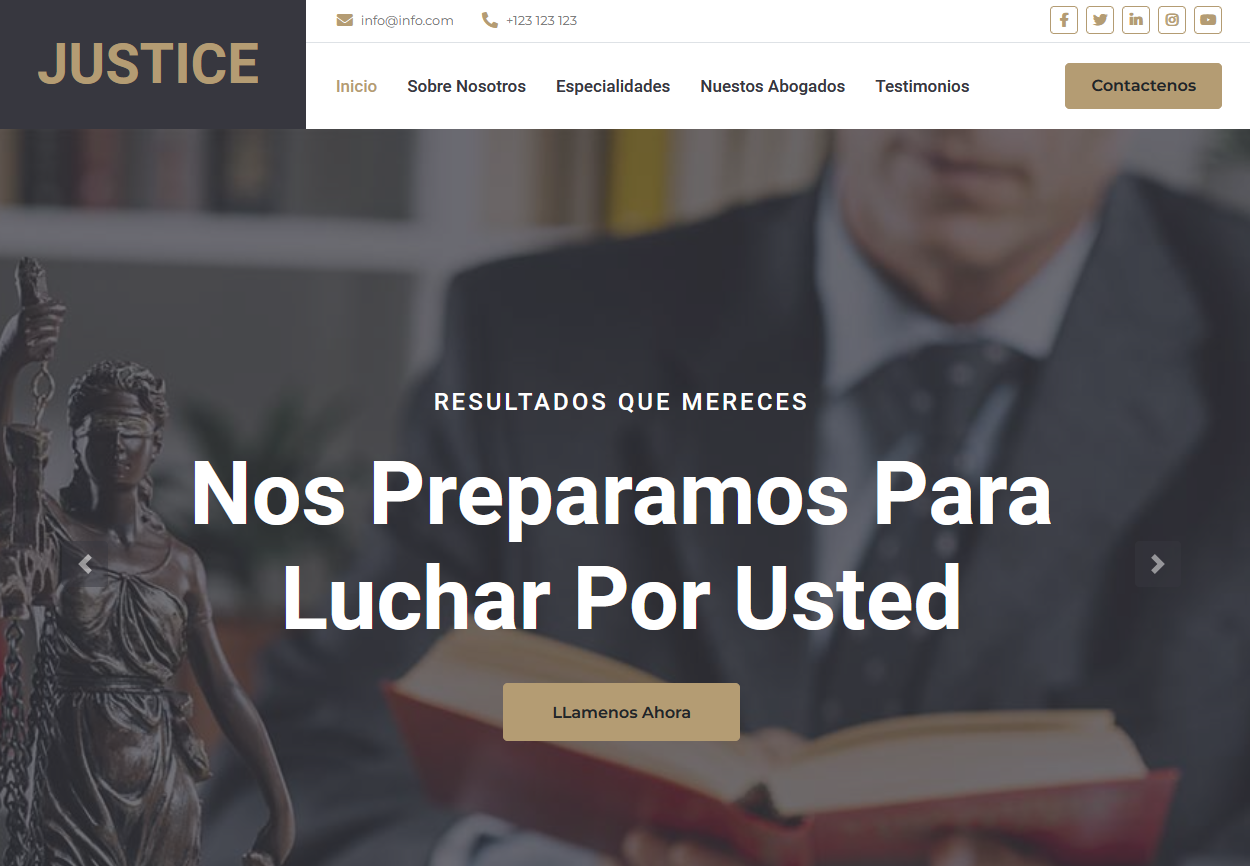 JUSTICE
info@info.com +123 123 123
Inicio Sobre Nosotros Especialidades Nuestos Abogados Testimonios Contactenos
RESULTADOS QUE MERECES
Nos Preparamos Para
Luchar Por Usted
LLamenos Ahora